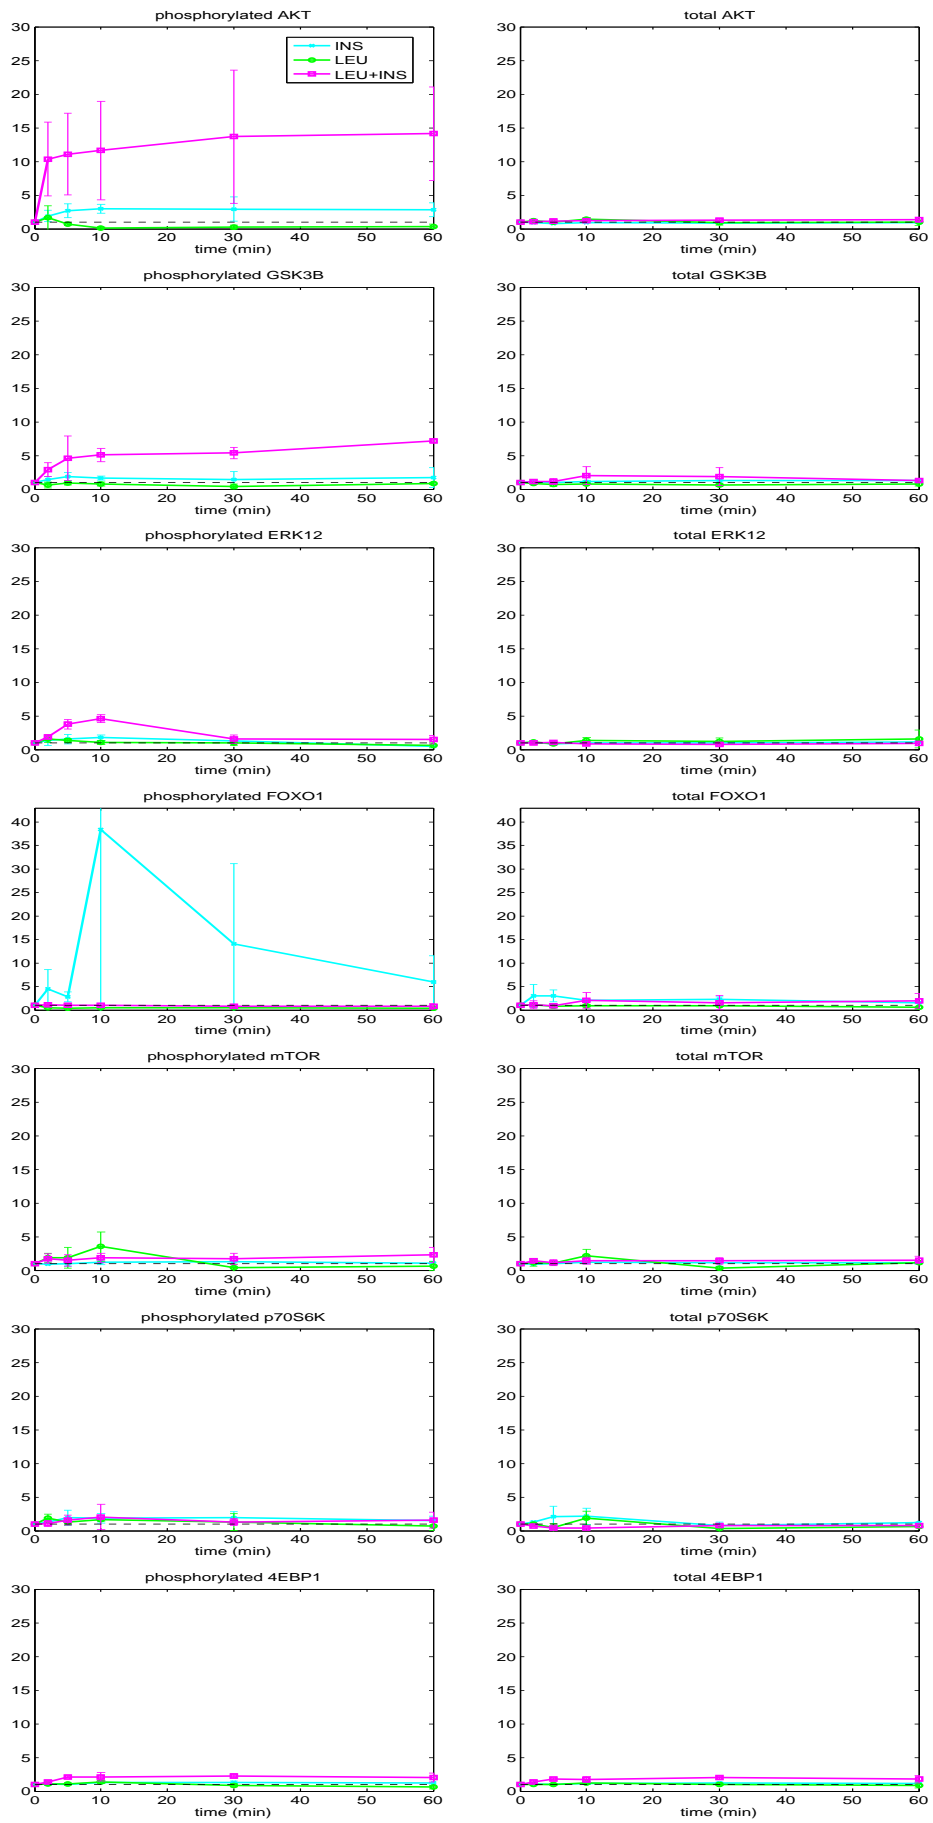 phosphorylated AKT
30
25
20
15
10
5
0
INS
LEU
LEU+INS
0 10 20 30 40 50 60
time (min)
total AKT
30
25
20
15
10
5
0
0 10 20 30 40 50 60
time (min)
phosphorylated GSK3B
30
25
20
15
10
5
0
0 10 20 30 40 50 60
time (min)
total GSK3B
30
25
20
15
10
5
0
0 10 20 30 40 50 60
time (min)
phosphorylated ERK12
30
25
20
15
10
5
0
0 10 20 30 40 50 60
time (min)
total ERK12
30
25
20
15
10
5
0
0 10 20 30 40 50 60
time (min)
phosphorylated FOXO1
40
35
30
25
20
15
10
5
0
0 10 20 30 40 50 60
time (min)
total FOXO1
40
35
30
25
20
15
10
5
0
0 10 20 30 40 50 60
time (min)
phosphorylated mTOR
30
25
20
15
10
5
0
0 10 20 30 40 50 60
time (min)
total mTOR
30
25
20
15
10
5
0
0 10 20 30 40 50 60
time (min)
phosphorylated p70S6K
30
25
20
15
10
5
0
0 10 20 30 40 50 60
time (min)
total p70S6K
30
25
20
15
10
5
0
0 10 20 30 40 50 60
time (min)
phosphorylated 4EBP1
30
25
20
15
10
5
0
0 10 20 30 40 50 60
time (min)
total 4EBP1
30
25
20
15
10
5
0
0 10 20 30 40 50 60
time (min)